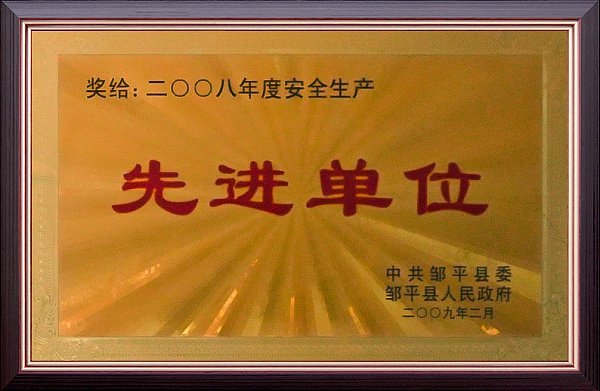 奖给：二〇〇八年度安全生产
先进单位
中共邹平县委
邹平县人民政府
二〇〇九年二月